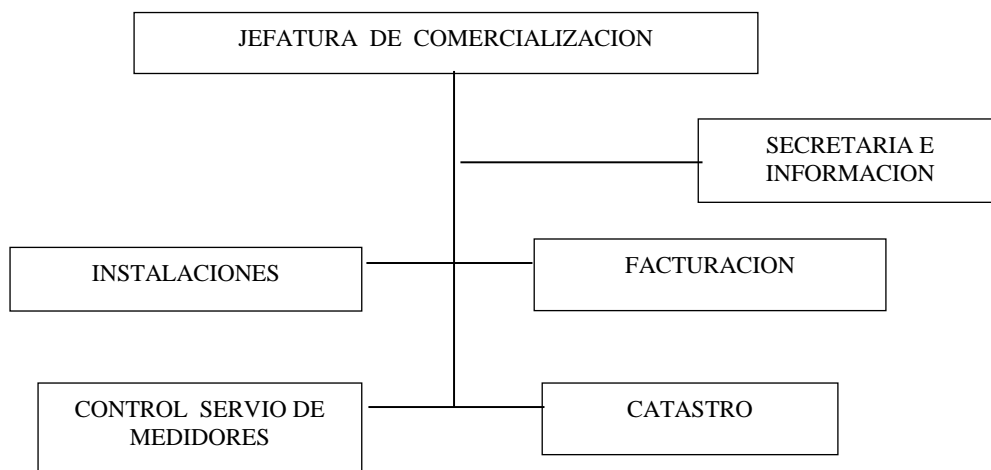 JEFATURA DE COMERCIALIZACION
SECRETARIA E
INFORMACION
INSTALACIONES
FACTURACION
CONTROL SERVIO DE
MEDIDORES
CATASTRO